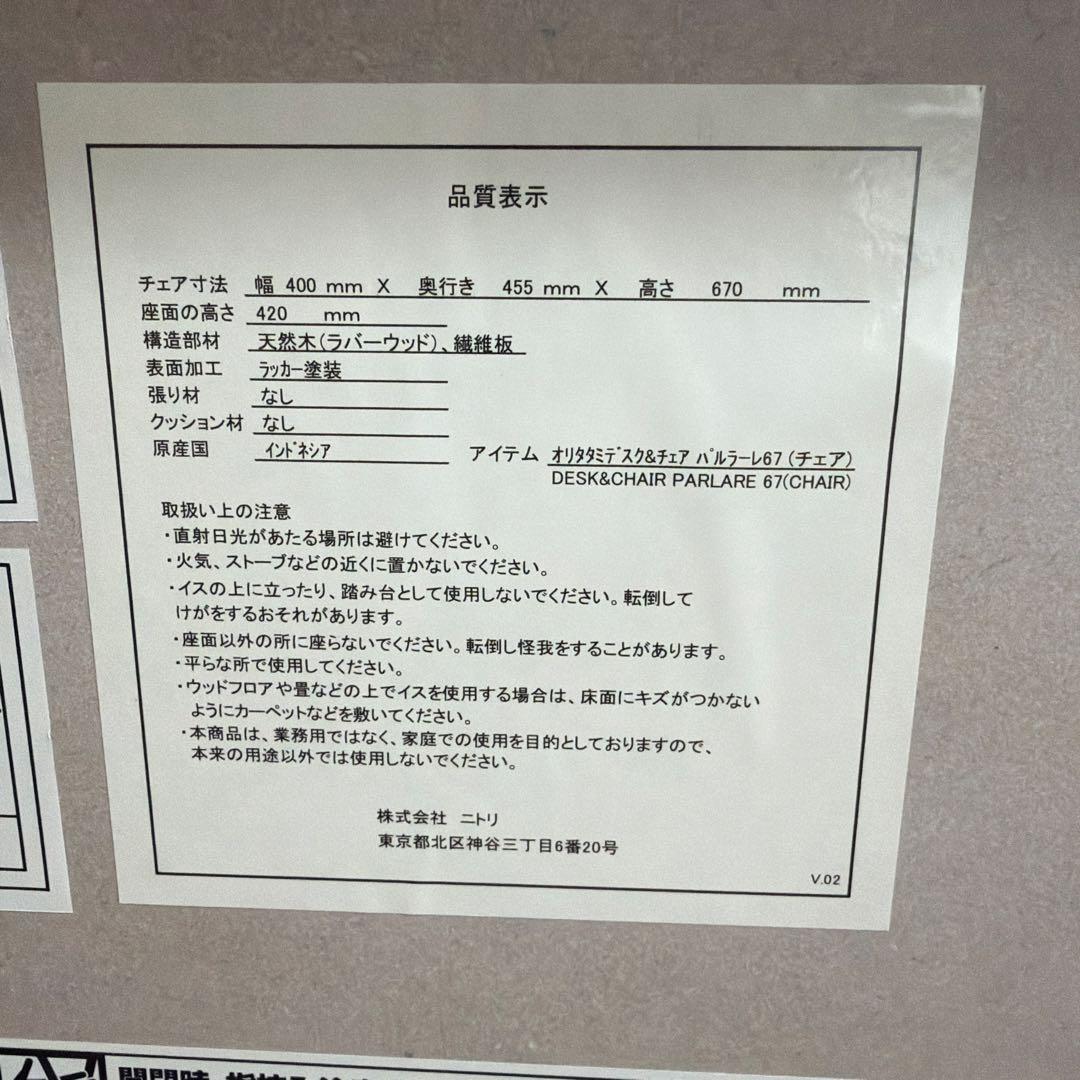 品質表示
チェア寸法 幅 400 mm X 奥行き 455 mm X 高さ 670 mm
座面の高さ 420 mm
構造部材 天然木(ラバーウッド)、繊維板
表面加工 ﾗｯｶｰ塗装
張り材 なし
クッション材 なし
原産国 ｲﾝﾄﾞﾈｼｱ アイテム ｵﾘﾀﾀﾐﾃﾞｽｸ&ﾁｪｱ ﾊﾟﾙﾗｰﾚ67 (チェア)
DESK&CHAIR PARLARE 67(CHAIR)
取扱い上の注意
・直射日光があたる場所は避けてください。
・火気、ストーブなどの近くに置かないでください。
・イスの上に立ったり、踏み台として使用しないでください。転倒して
けがをするおそれがあります。
・座面以外の所に座らないでください。転倒し怪我をすることがあります。
・平らな所で使用してください。
・ウッドフロアや畳などの上でイスを使用する場合は、床面にキズがつかない
ようにカーペットなどを敷いてください。
・本商品は、業務用ではなく、家庭での使用を目的としておりますので、
本来の用途以外では使用しないでください。
株式会社 ニトリ
東京都北区神谷三丁目6番20号
V.02